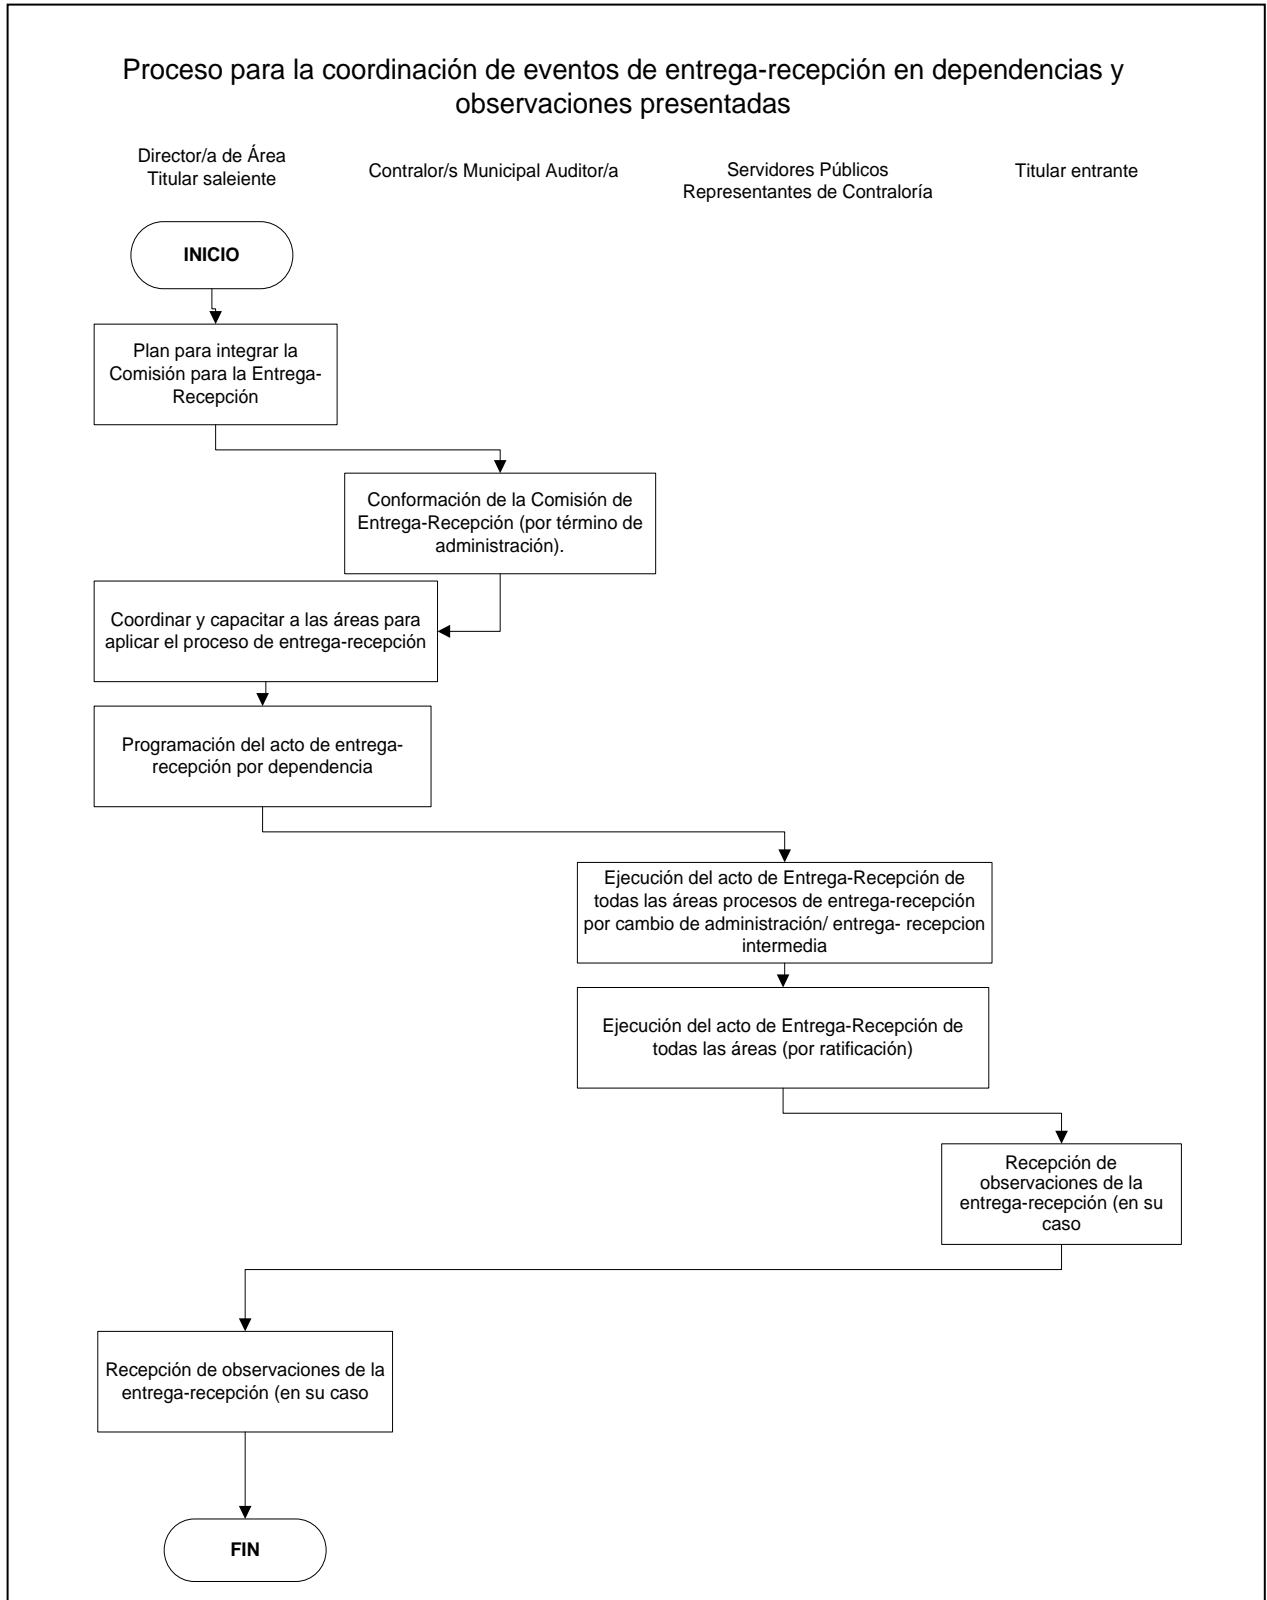 Proceso para la coordinación de eventos de entrega-recepción en dependencias y
observaciones presentadas
Director/a de Área
Titular saleiente
Contralor/s Municipal Auditor/a
Servidores Públicos
Representantes de Contraloría
Titular entrante
INICIO
Plan para integrar la
Comisión para la Entrega-
Recepción
Conformación de la Comisión de
Entrega-Recepción (por término de
administración).
Coordinar y capacitar a las áreas para
aplicar el proceso de entrega-recepción
Programación del acto de entrega-
recepción por dependencia
Ejecución del acto de Entrega-Recepción de
todas las áreas procesos de entrega-recepción
por cambio de administración/ entrega- recepcion
intermedia
Ejecución del acto de Entrega-Recepción de
todas las áreas (por ratificación)
Recepción de
observaciones de la
entrega-recepción (en su
caso
Recepción de observaciones de la
entrega-recepción (en su caso
FIN